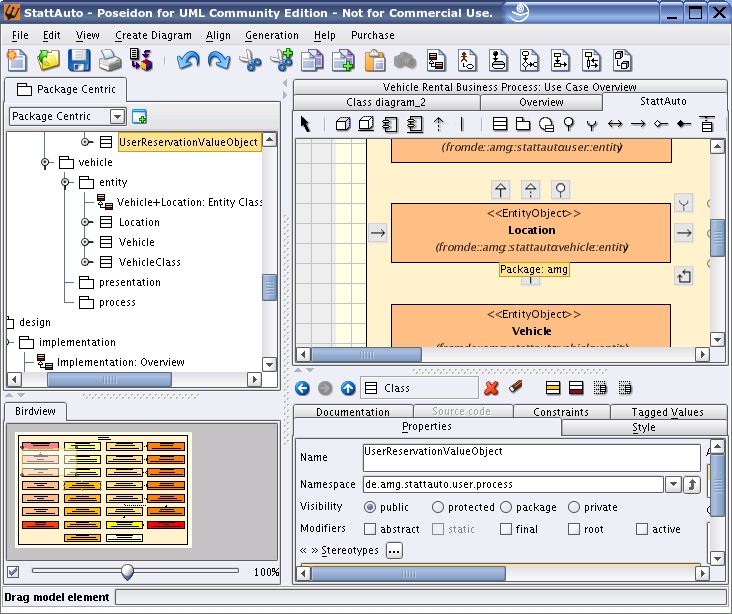 StattAuto - Poseidon for UML Community Edition - Not for Commercial Use.
File Edit View Create Diagram Align Generation Help Purchase
Package Centric
Package Centric
UserReservationValueObject
vehicle
entity
Vehicle+Location: Entity Class
Location
Vehicle
VehicleClass
presentation
process
design
implementation
Implementation: Overview
Birdview
100%
Vehicle Rental Business Process: Use Case Overview
Class diagram_2 Overview StattAuto
(fromde::amg::stattauto::user::entity)
<<EntityObject>>
Location
(fromde::amg::stattauto::vehicle::entity)
Package: amg
<<EntityObject>>
Vehicle
Class
Documentation Source code Constraints Tagged Values
Properties Style
Name UserReservationValueObject
Namespace de.amg.stattauto.user.process
Visibility public protected package private
Modifiers abstract static final root active
« » Stereotypes ...
Drag model element